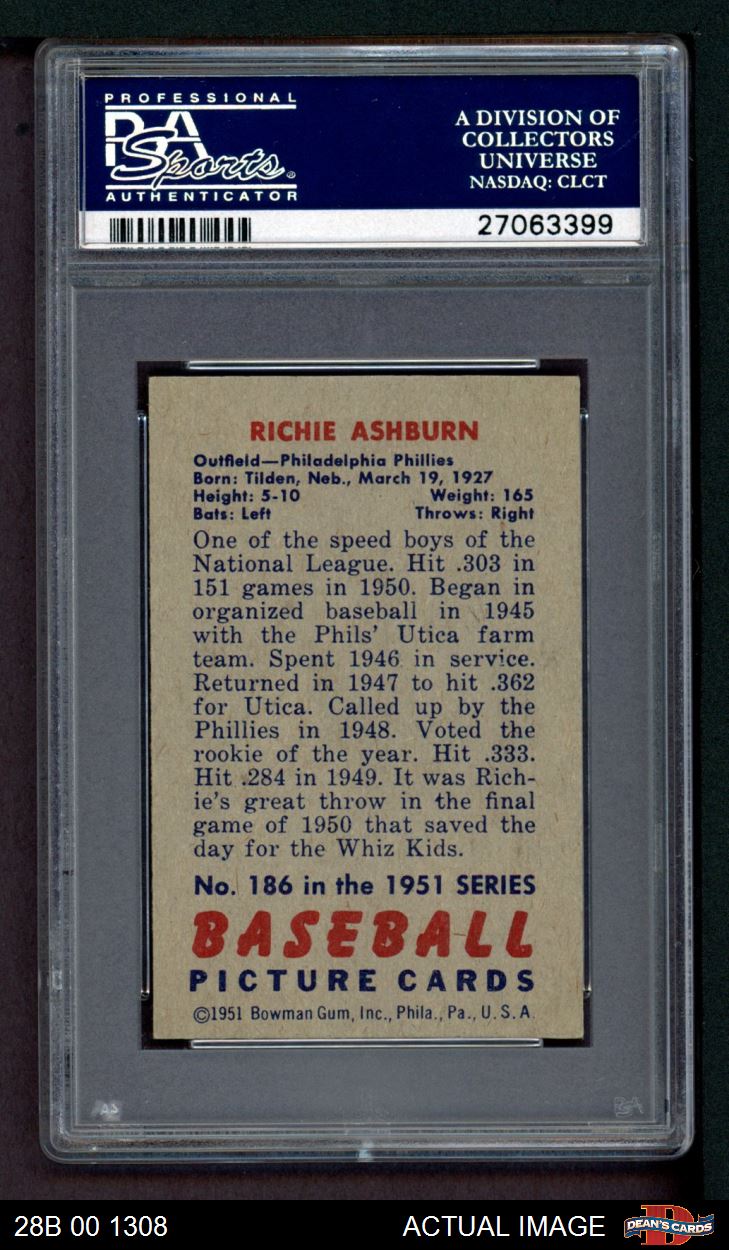 PROFESSIONAL
PSA
Sports®
AUTHENTICATOR
A DIVISION OF
COLLECTORS
UNIVERSE
NASDAQ: CLCT
27063399
RICHIE ASHBURN
Outfield—Philadelphia Phillies
Born: Tilden, Neb., March 19, 1927
Height: 5-10 Weight: 165
Bats: Left Throws: Right
One of the speed boys of the
National League. Hit .303 in
151 games in 1950. Began in
organized baseball in 1945
with the Phils' Utica farm
team. Spent 1946 in service.
Returned in 1947 to hit .362
for Utica. Called up by the
Phillies in 1948. Voted the
rookie of the year. Hit .333.
Hit .284 in 1949. It was Rich-
ie's great throw in the final
game of 1950 that saved the
day for the Whiz Kids.
No. 186 in the 1951 SERIES
BASEBALL
PICTURE CARDS
©1951 Bowman Gum, Inc., Phila., Pa., U.S.A.
PSA
28B 00 1308 ACTUAL IMAGE DEAN'S CARDS